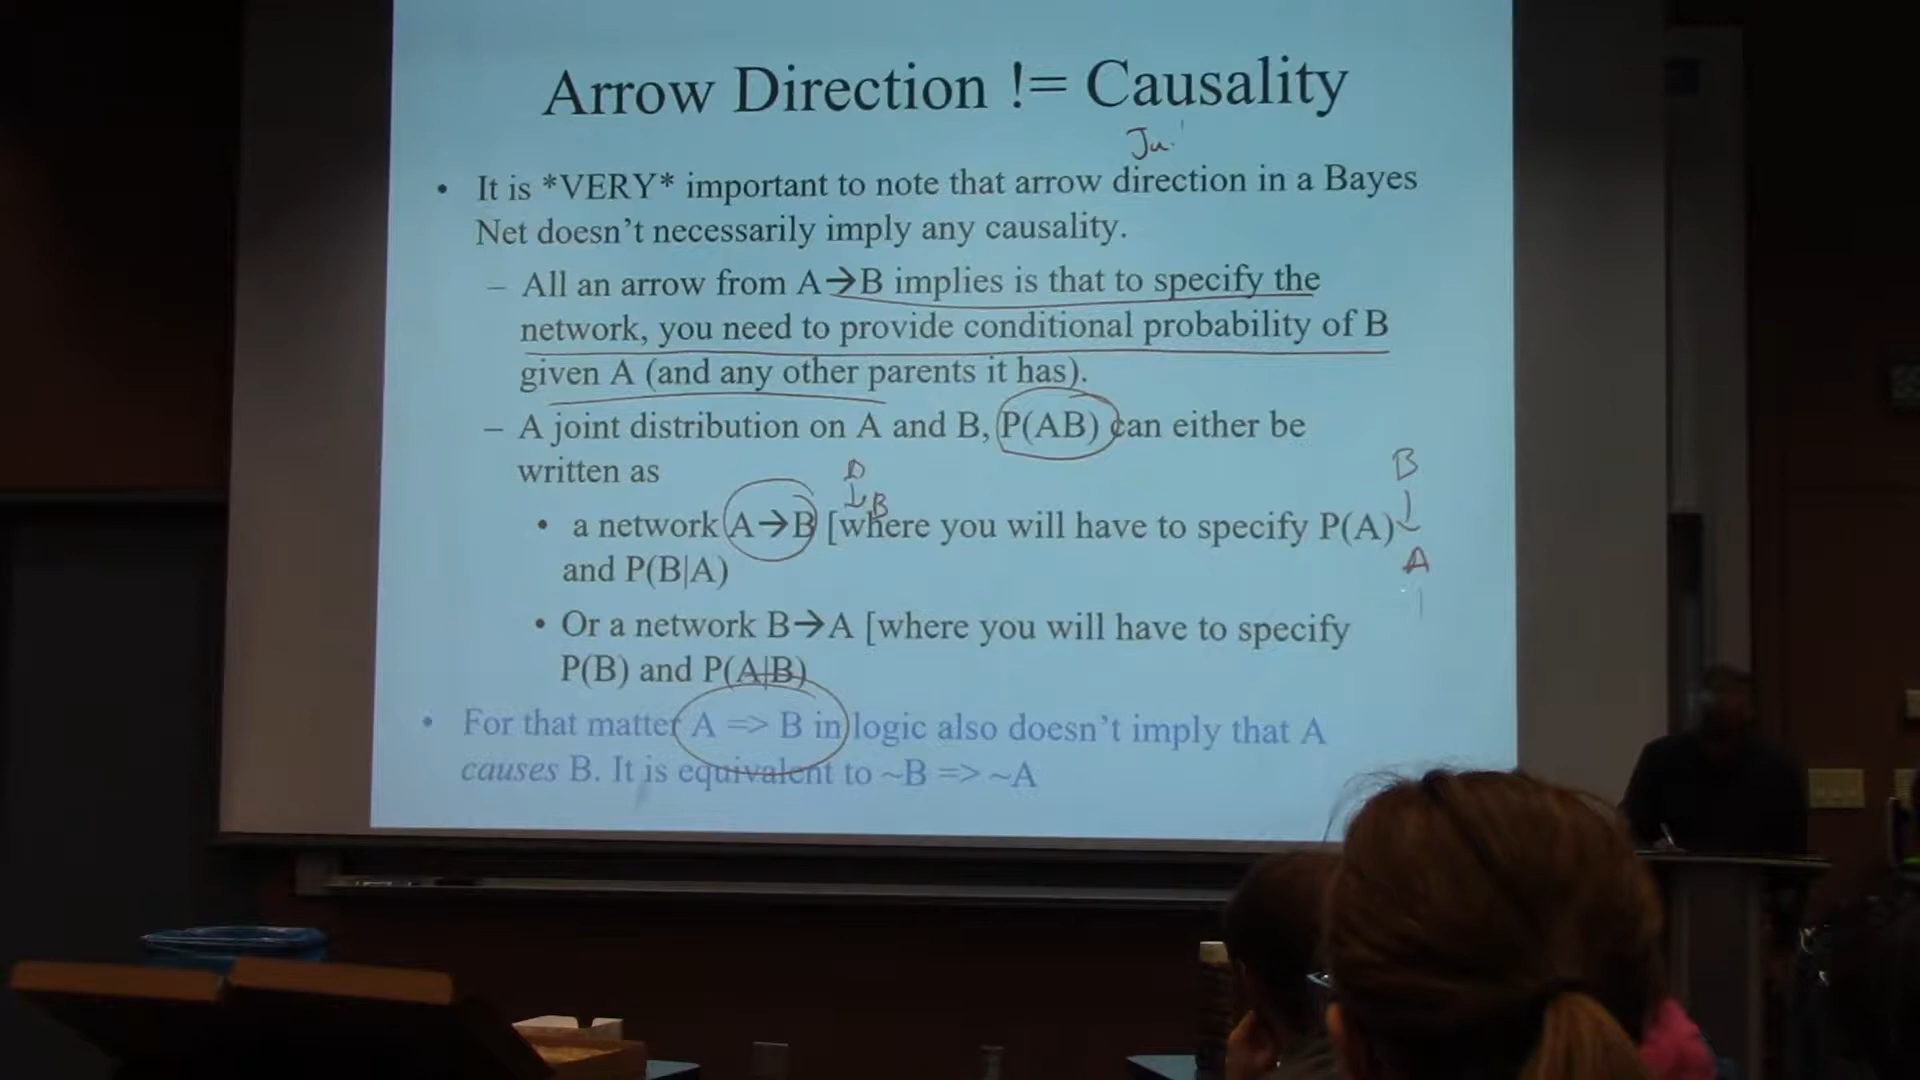 Arrow Direction != Causality
Ju
• It is *VERY* important to note that arrow direction in a Bayes
Net doesn’t necessarily imply any causality.
– All an arrow from A→B implies is that to specify the
network, you need to provide conditional probability of B
given A (and any other parents it has).
– A joint distribution on A and B, P(AB) can either be
written as
B
↓
A
B
• a network A→B [where you will have to specify P(A)
and P(B|A)
• Or a network B→A [where you will have to specify
P(B) and P(A|B)
• For that matter A => B in logic also doesn’t imply that A
causes B. It is equivalent to ~B => ~A